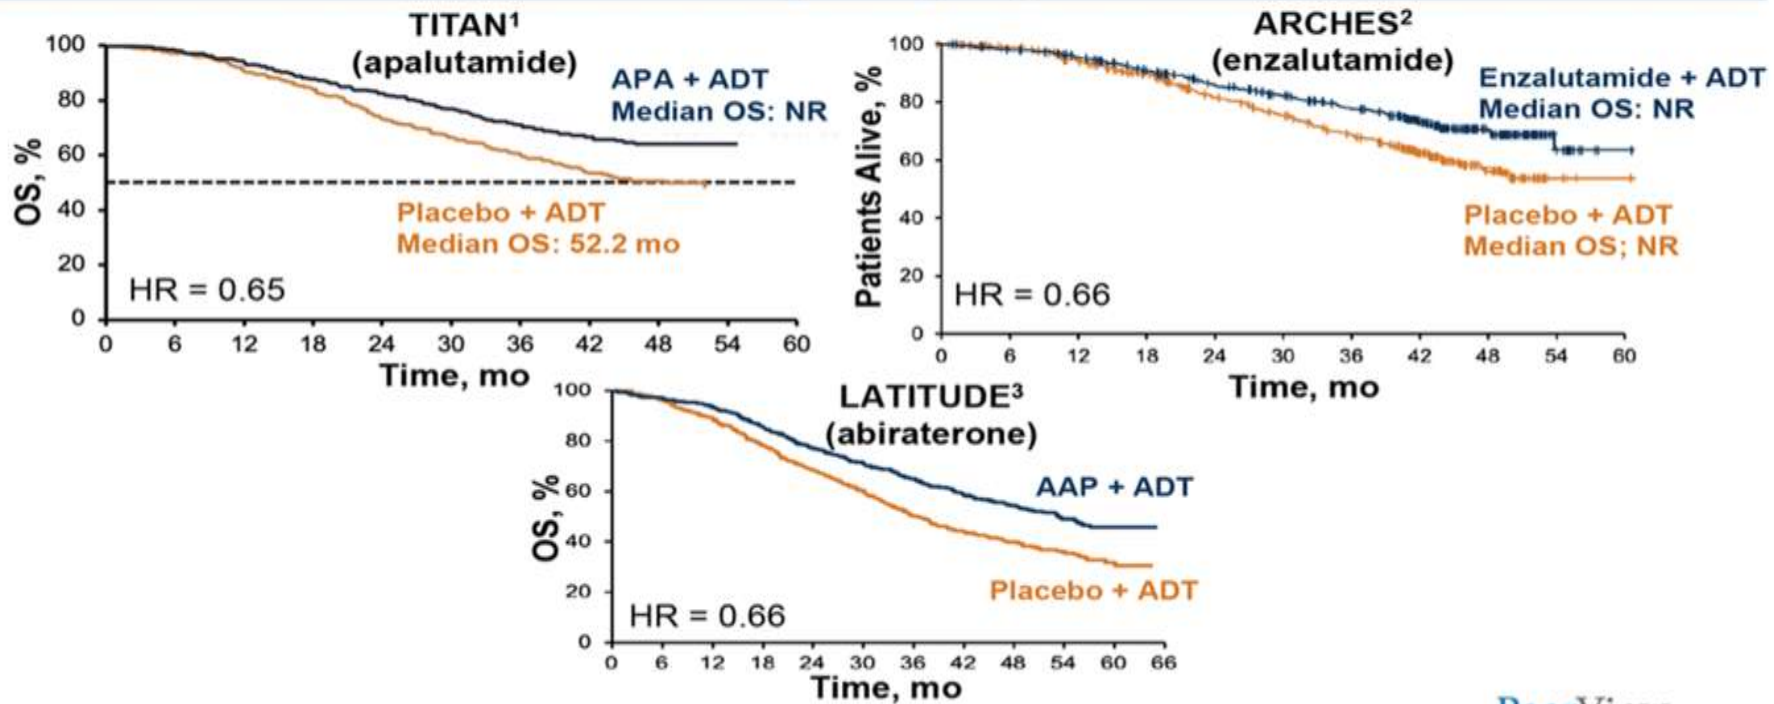 TITAN¹
(apalutamide)
APA + ADT
Median OS: NR
Placebo + ADT
Median OS: 52.2 mo
HR = 0.65
OS, %
100
80
60
40
20
0
0 6 12 18 24 30 36 42 48 54 60
Time, mo
ARCHES²
(enzalutamide)
Enzalutamide + ADT
Median OS: NR
Placebo + ADT
Median OS; NR
HR = 0.66
Patients Alive, %
100
80
60
40
20
0
0 6 12 18 24 30 36 42 48 54 60
Time, mo
LATITUDE³
(abiraterone)
AAP + ADT
Placebo + ADT
HR = 0.66
OS, %
100
80
60
40
20
0
0 6 12 18 24 30 36 42 48 54 60 66
Time, mo